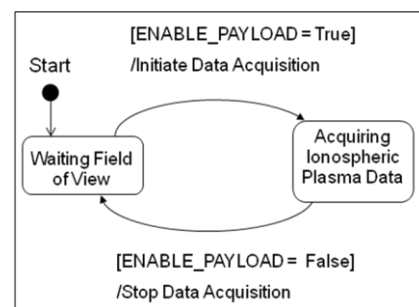 [ENABLE_PAYLOAD = True]
/Initiate Data Acquisition
Start
Waiting Field
of View
Acquiring
Ionospheric
Plasma Data
[ENABLE_PAYLOAD = False]
/Stop Data Acquisition